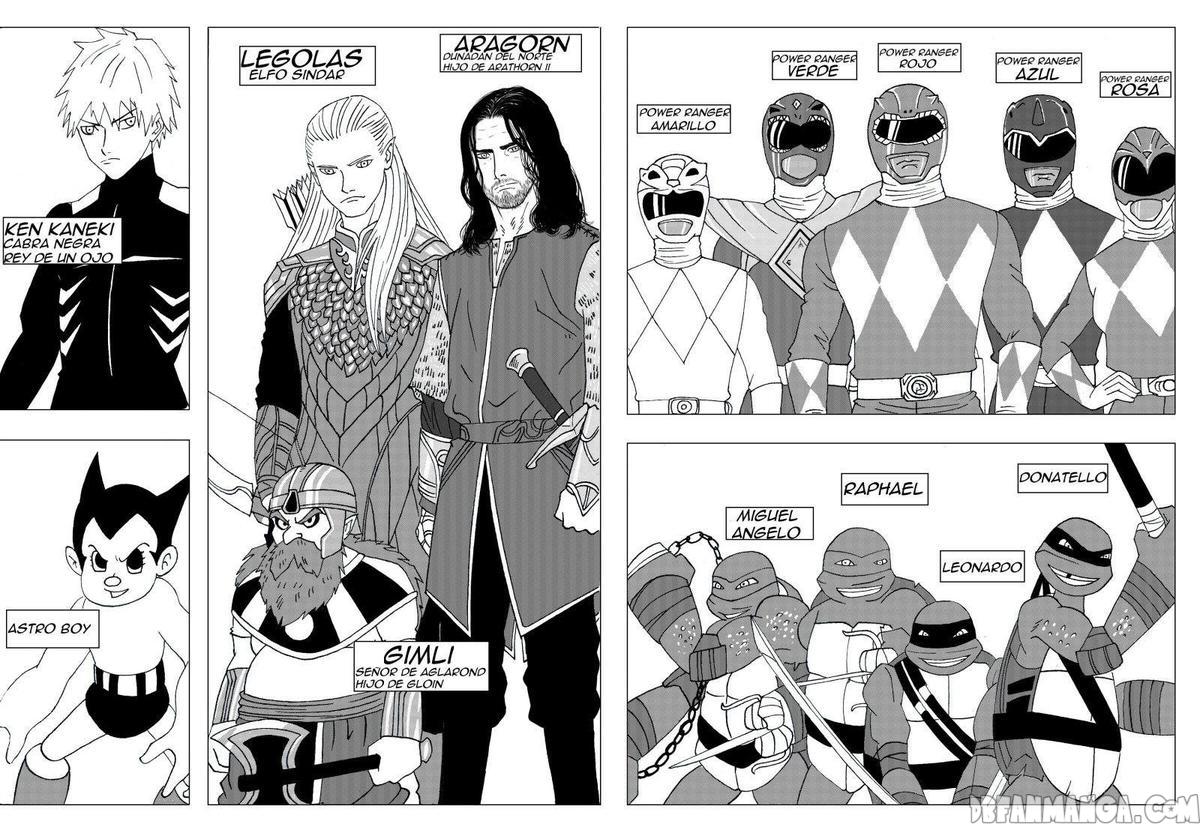 KEN KANEKI
CABRA NEGRA
REY DE UN OJO
ASTRO BOY
LEGOLAS
ELFO SINDAR
ARAGORN
DUNADAN DEL NORTE
HIJO DE ARATHORN II
GIMLI
SEÑOR DE AGLAROND
HIJO DE GLOIN
POWER RANGER
AMARILLO
POWER RANGER
VERDE
POWER RANGER
ROJO
POWER RANGER
AZUL
POWER RANGER
ROSA
MIGUEL
ANGELO
RAPHAEL
LEONARDO
DONATELLO
DBFANMANGA.COM